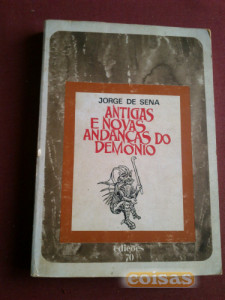 JORGE DE SENA
ANTIGAS
E NOVAS
ANDANÇAS DO
DEMÓNIO
edições
70
coisas